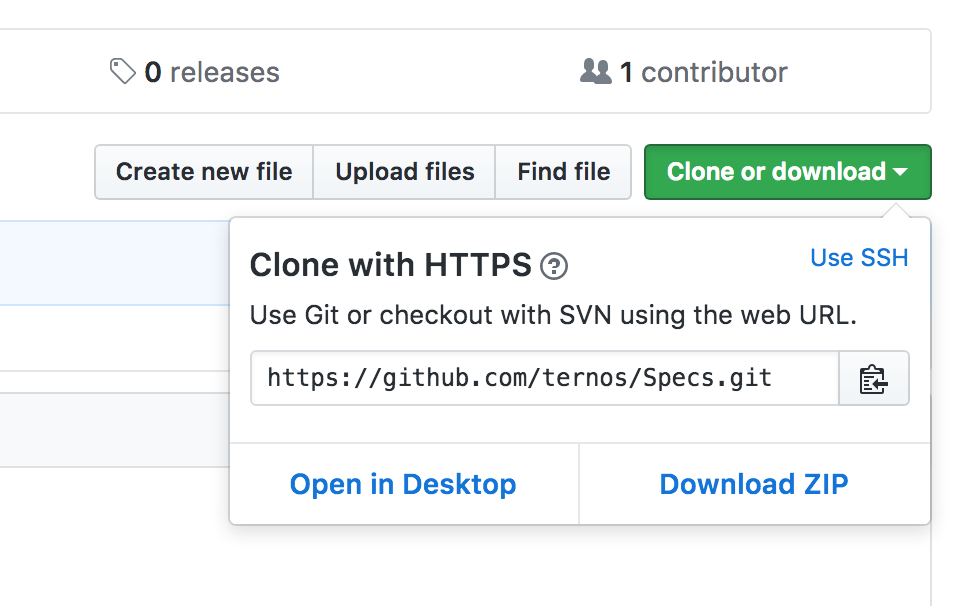 0 releases
1 contributor
Create new file
Upload files
Find file
Clone or download
Clone with HTTPS
Use SSH
Use Git or checkout with SVN using the web URL.
https://github.com/ternos/Specs.git
Open in Desktop
Download ZIP